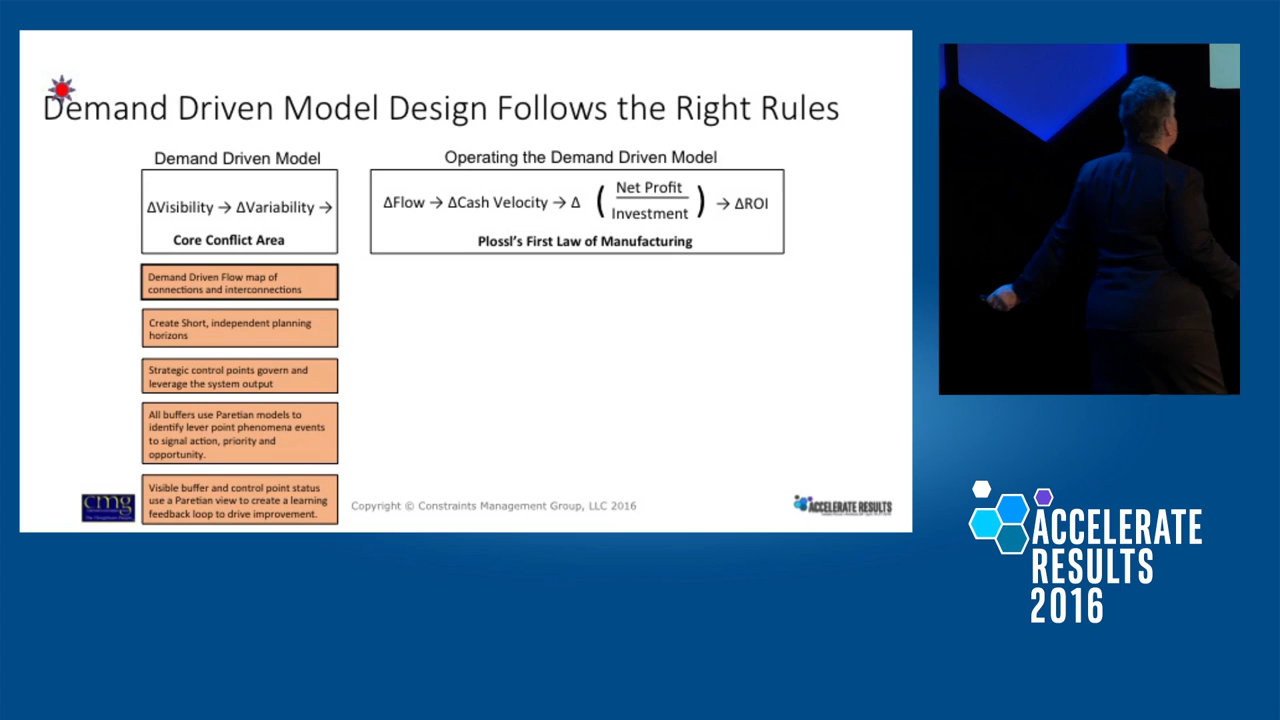 Demand Driven Model Design Follows the Right Rules
Demand Driven Model
Operating the Demand Driven Model
ΔVisibility → ΔVariability →
Core Conflict Area
ΔFlow → ΔCash Velocity → Δ ( Net Profit
Investment ) → ΔROI
Plossl's First Law of Manufacturing
Demand Driven Flow map of
connections and interconnections
Create Short, independent planning
horizons
Strategic control points govern and
leverage the system output
All buffers use Paretian models to
identify lever point phenomena events
to signal action, priority and
opportunity.
Visible buffer and control point status
use a Paretian view to create a learning
feedback loop to drive improvement.
cmg
Copyright © Constraints Management Group, LLC 2016
ACCELERATE RESULTS
ACCELERATE
RESULTS
2016